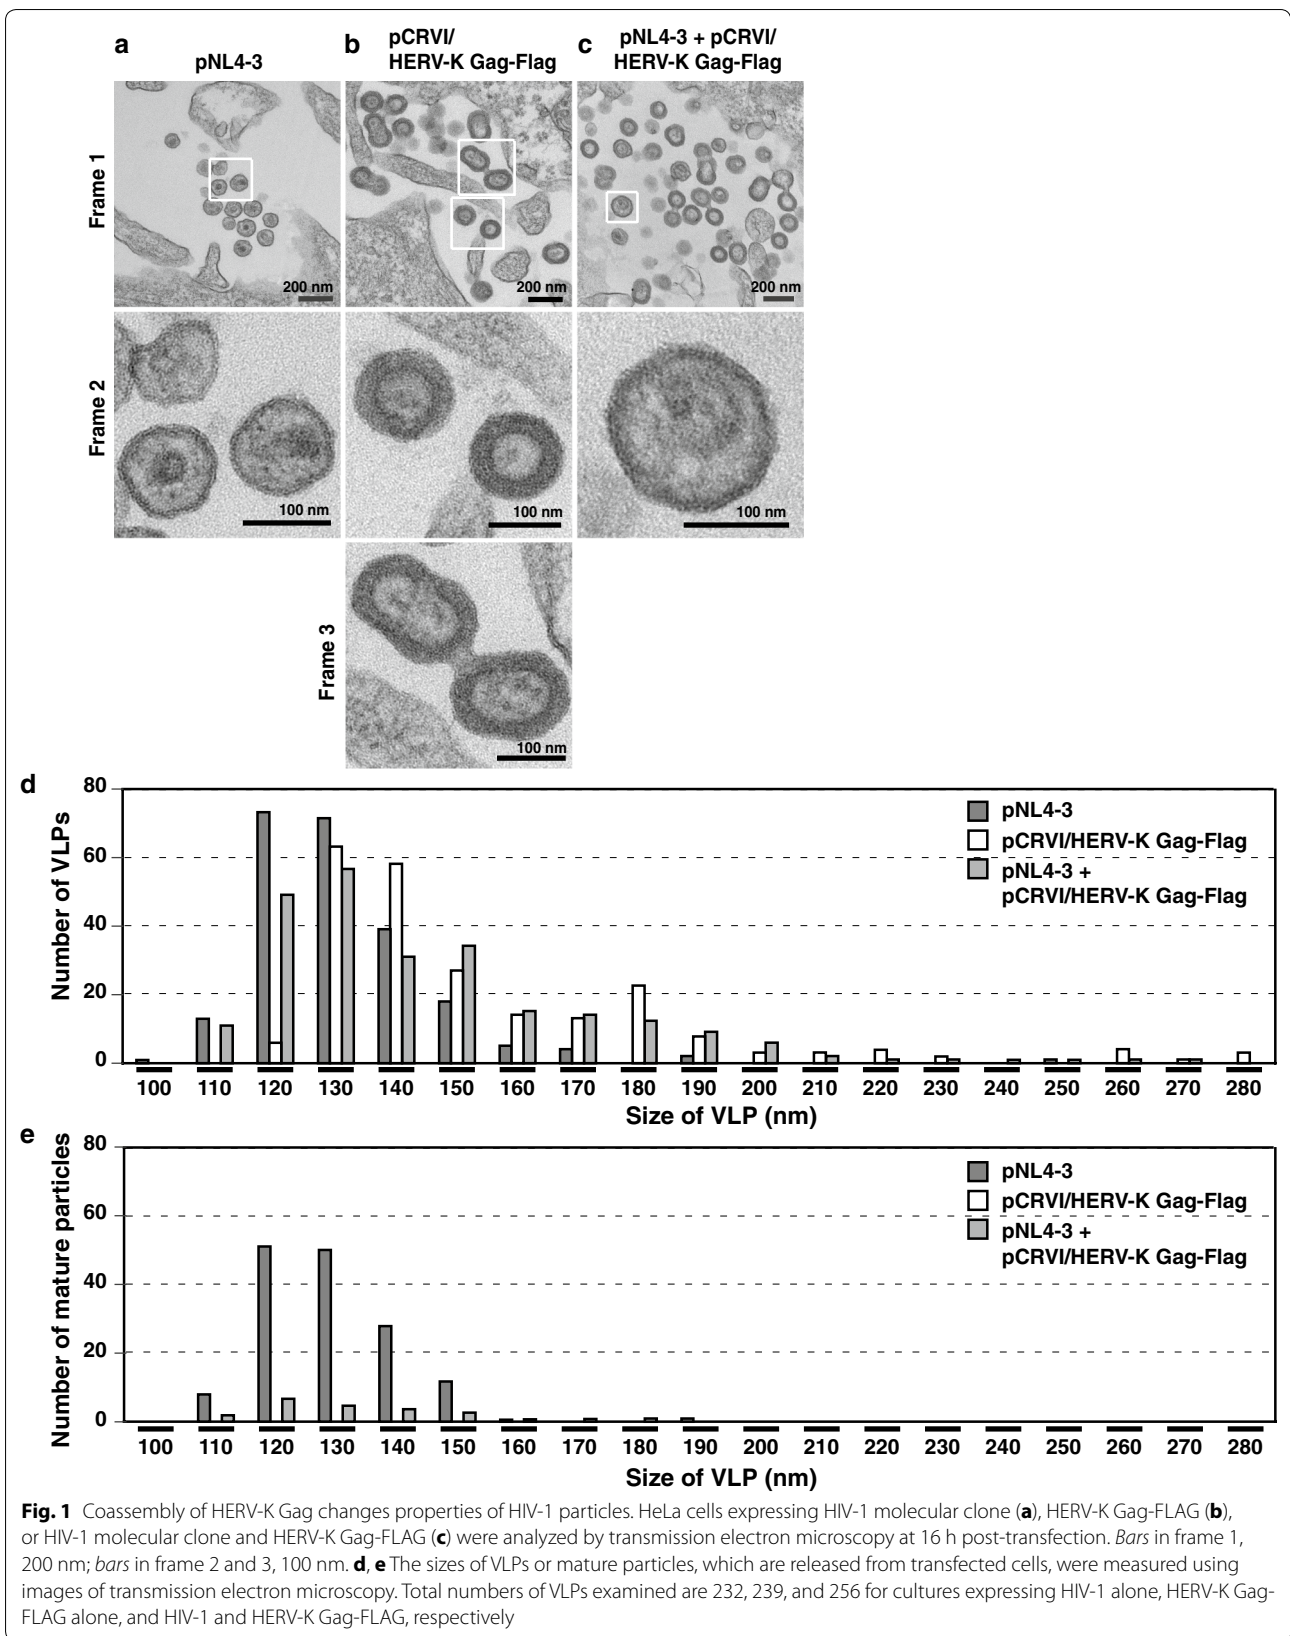 a
pNL4-3
b
pCRVI/
HERV-K Gag-Flag
c
pNL4-3 + pCRVI/
HERV-K Gag-Flag
Frame 1
200 nm
200 nm
200 nm
Frame 2
100 nm
100 nm
100 nm
Frame 3
100 nm
d
Number of VLPs
80
60
40
20
0
pNL4-3
pCRVI/HERV-K Gag-Flag
pNL4-3 +
pCRVI/HERV-K Gag-Flag
100 110 120 130 140 150 160 170 180 190 200 210 220 230 240 250 260 270 280
Size of VLP (nm)
e
Number of mature particles
80
60
40
20
0
pNL4-3
pCRVI/HERV-K Gag-Flag
pNL4-3 +
pCRVI/HERV-K Gag-Flag
100 110 120 130 140 150 160 170 180 190 200 210 220 230 240 250 260 270 280
Size of VLP (nm)
Fig. 1 Coassembly of HERV-K Gag changes properties of HIV-1 particles. HeLa cells expressing HIV-1 molecular clone (a), HERV-K Gag-FLAG (b),
or HIV-1 molecular clone and HERV-K Gag-FLAG (c) were analyzed by transmission electron microscopy at 16 h post-transfection. Bars in frame 1,
200 nm; bars in frame 2 and 3, 100 nm. d, e The sizes of VLPs or mature particles, which are released from transfected cells, were measured using
images of transmission electron microscopy. Total numbers of VLPs examined are 232, 239, and 256 for cultures expressing HIV-1 alone, HERV-K Gag-
FLAG alone, and HIV-1 and HERV-K Gag-FLAG, respectively